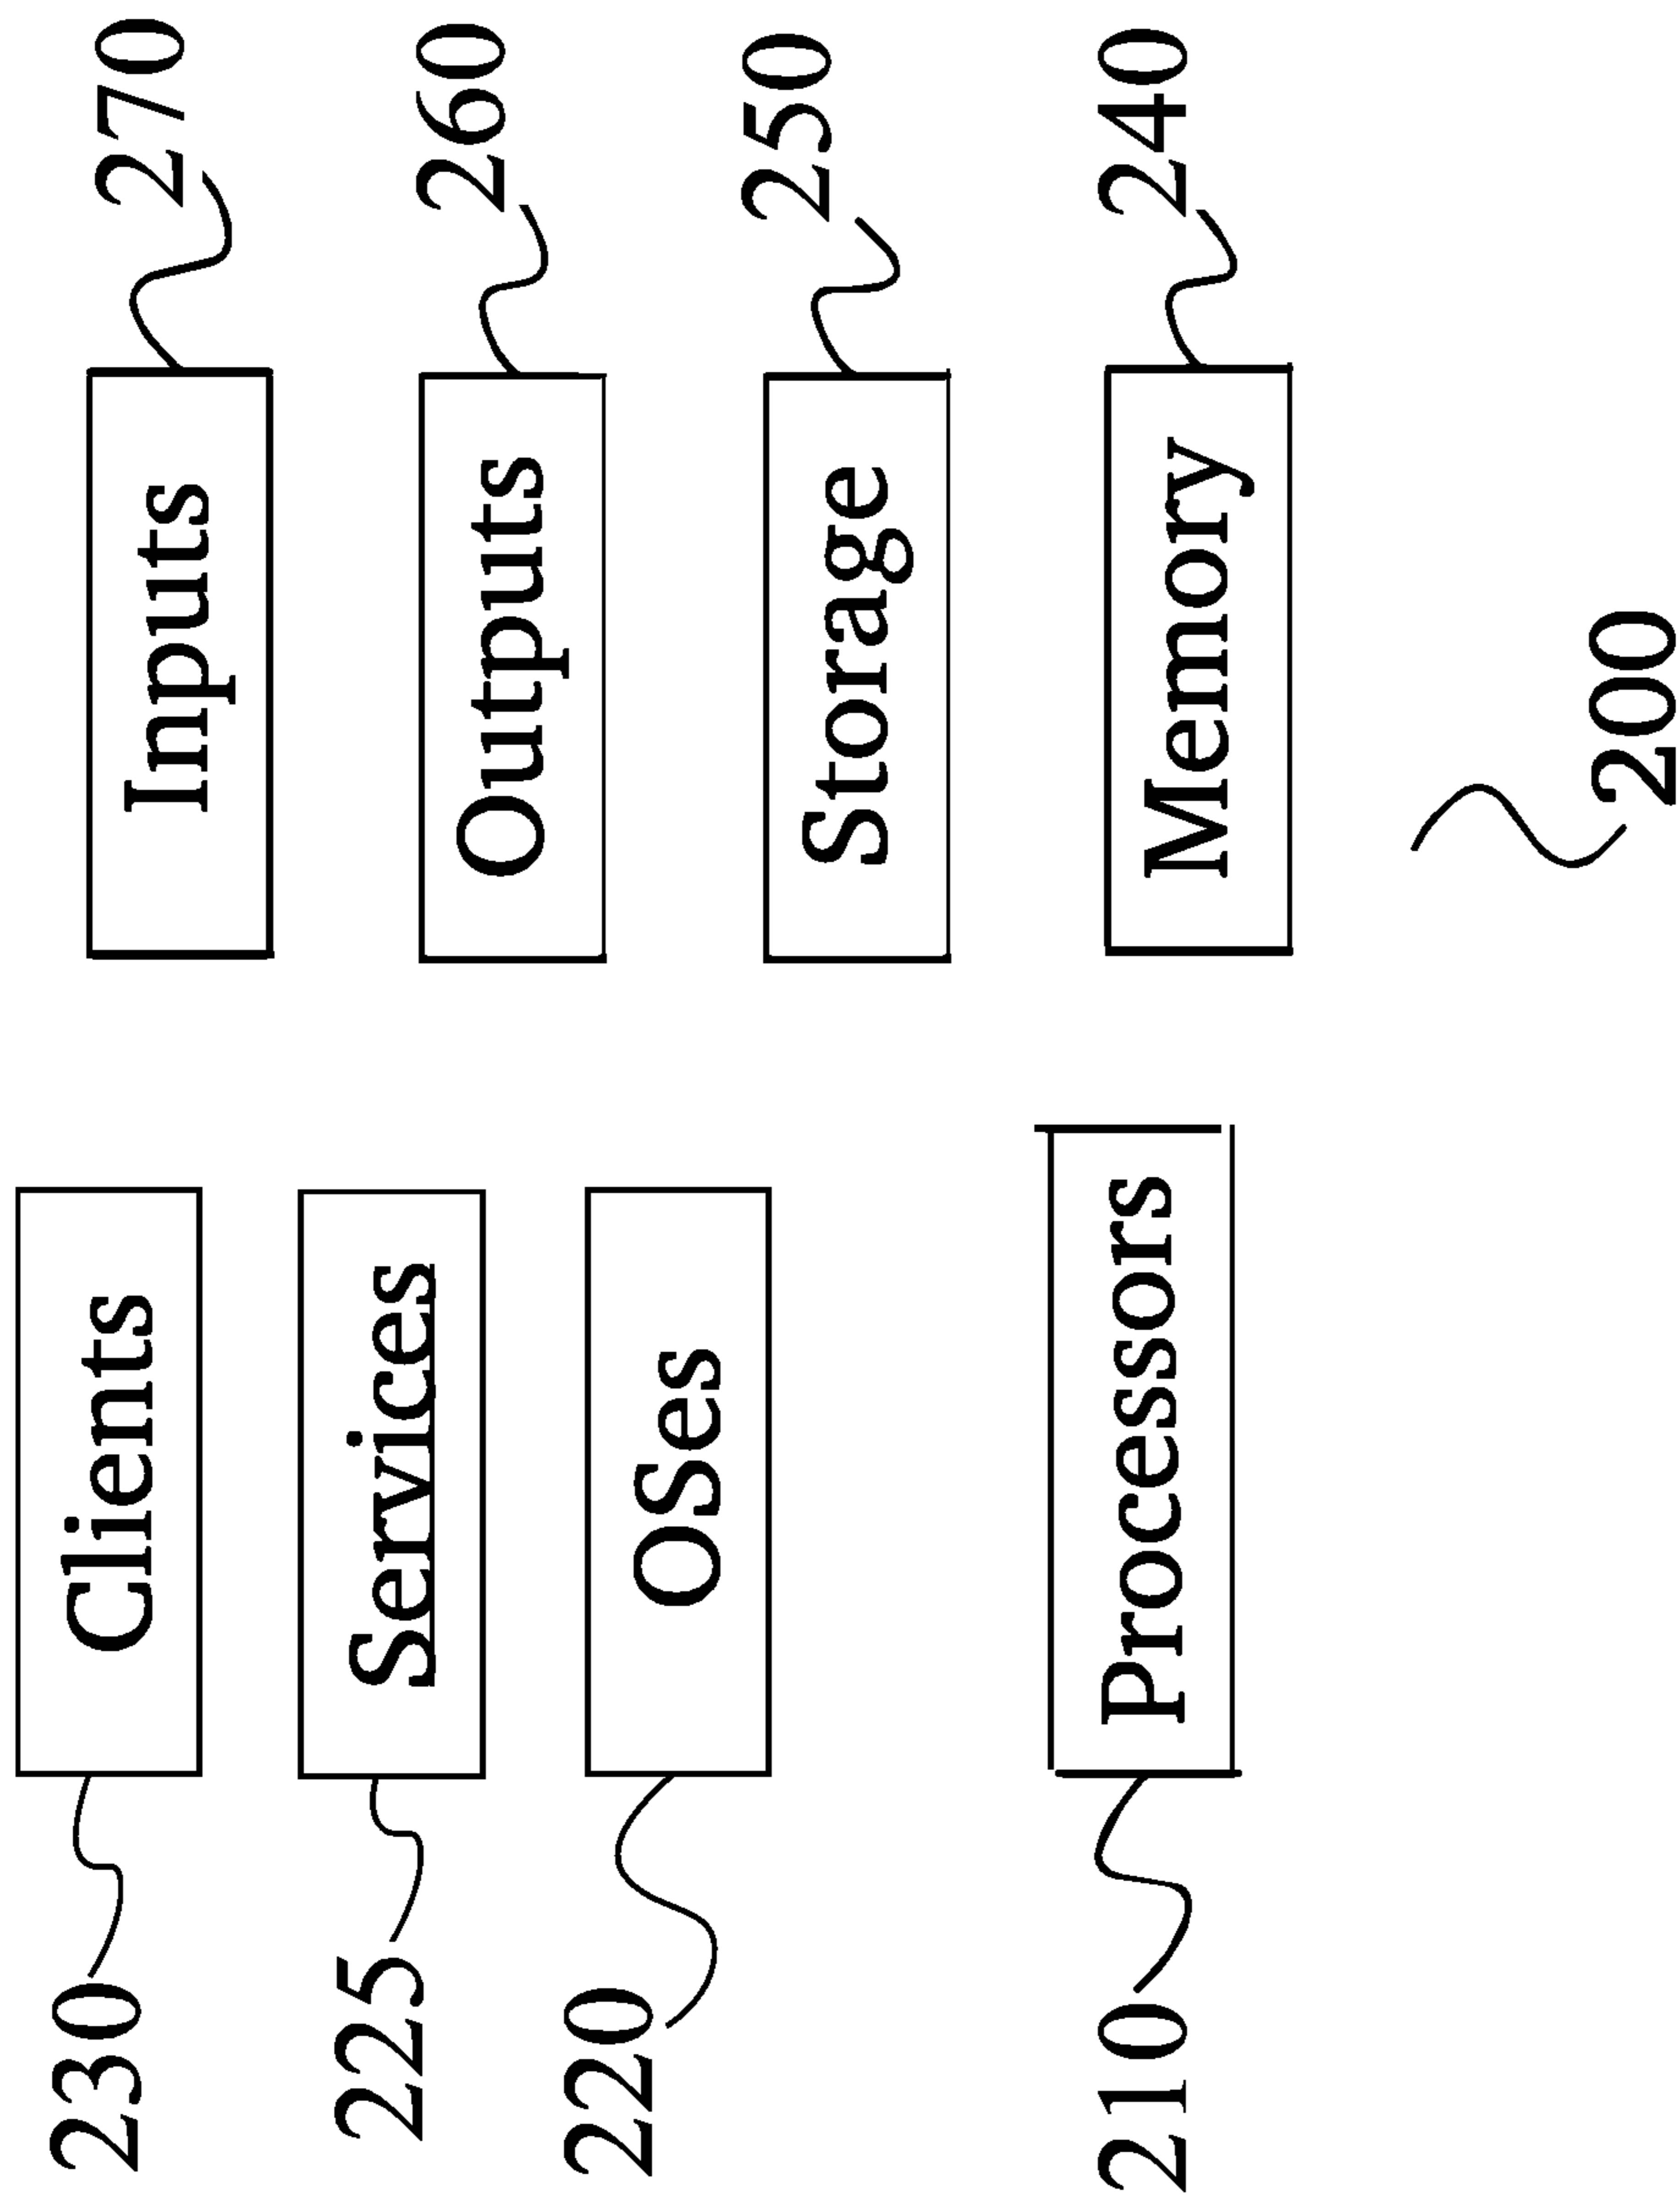 230
Clients
Inputs
270
225
Services
Outputs
260
220
OSes
Storage
250
210
Processors
Memory
240
200